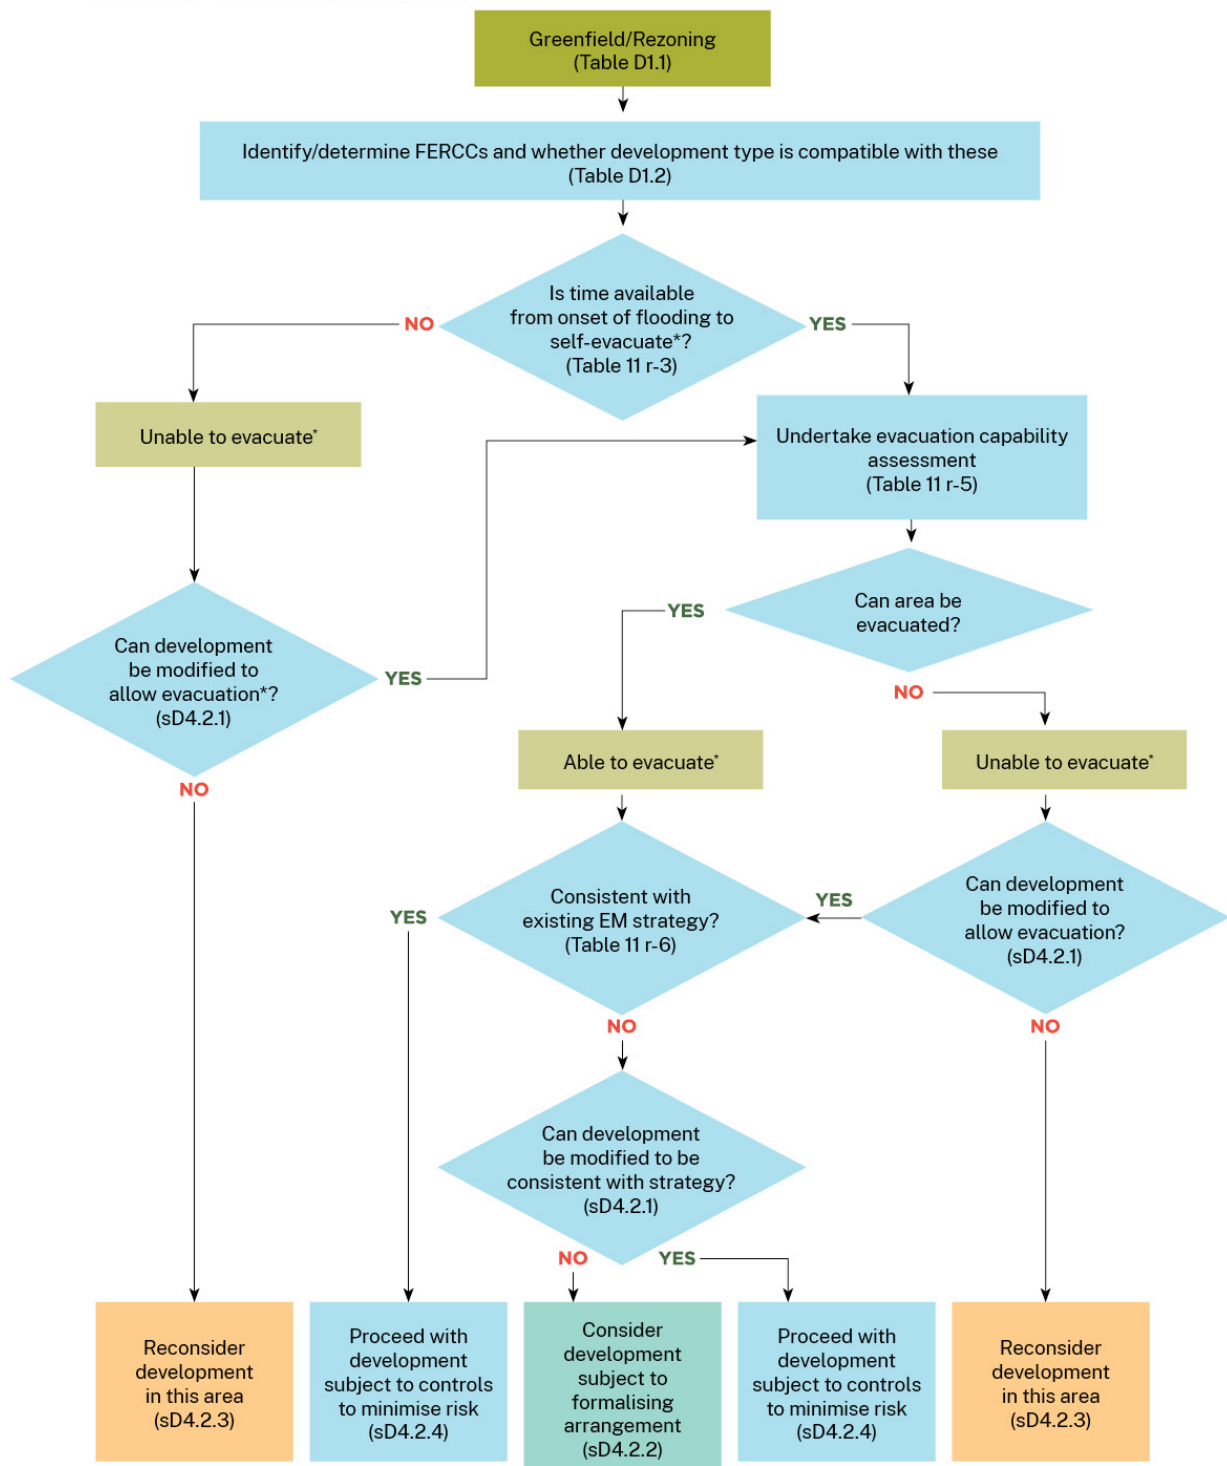 Greenfield/Rezoning
(Table D1.1)
Identify/determine FERCCs and whether development type is compatible with these
(Table D1.2)
Is time available
from onset of flooding to
self-evacuate*?
(Table 11 r-3)
NO
YES
Unable to evacuate*
Undertake evacuation capability
assessment
(Table 11 r-5)
Can development
be modified to
allow evacuation*?
(sD4.2.1)
YES
NO
Can area be
evacuated?
YES
NO
Able to evacuate*
Unable to evacuate*
Consistent with
existing EM strategy?
(Table 11 r-6)
YES
NO
Can development
be modified to
allow evacuation?
(sD4.2.1)
YES
NO
Can development
be modified to be
consistent with strategy?
(sD4.2.1)
NO
YES
Reconsider
development
in this area
(sD4.2.3)
Proceed with
development
subject to controls
to minimise risk
(sD4.2.4)
Consider
development
subject to
formalising
arrangement
(sD4.2.2)
Proceed with
development
subject to controls
to minimise risk
(sD4.2.4)
Reconsider
development
in this area
(sD4.2.3)